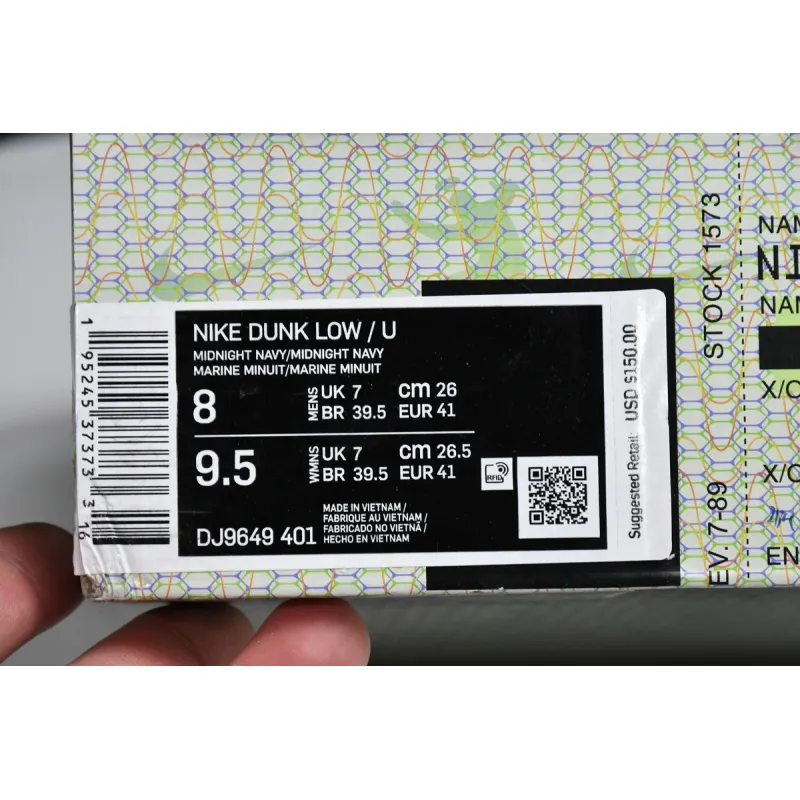 NIKE DUNK LOW / U
MIDNIGHT NAVY/MIDNIGHT NAVY
MARINE MINUIT/MARINE MINUIT
8
MENS
UK 7 cm 26
BR 39.5 EUR 41
9.5
WMNS
UK 7 cm 26.5
BR 39.5 EUR 41
RFID
DJ9649 401
MADE IN VIETNAM /
FABRIQUE AU VIETNAM /
FABRICADO NO VIETNÃ /
HECHO EN VIETNAM
1 95245 37373 3 16
Suggested Retail: USD $150.00
EV. 7-89 STOCK 1573
NAM
NI
NAM
X/C
X/C
EN